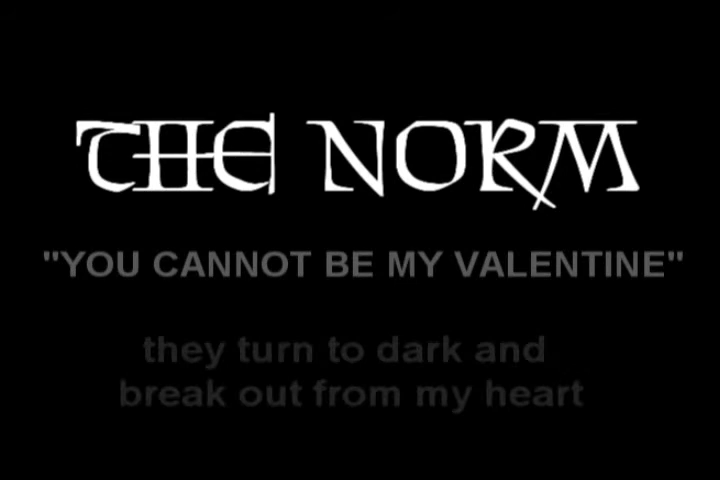 THE NORM
"YOU CANNOT BE MY VALENTINE"
they turn to dark and
break out from my heart